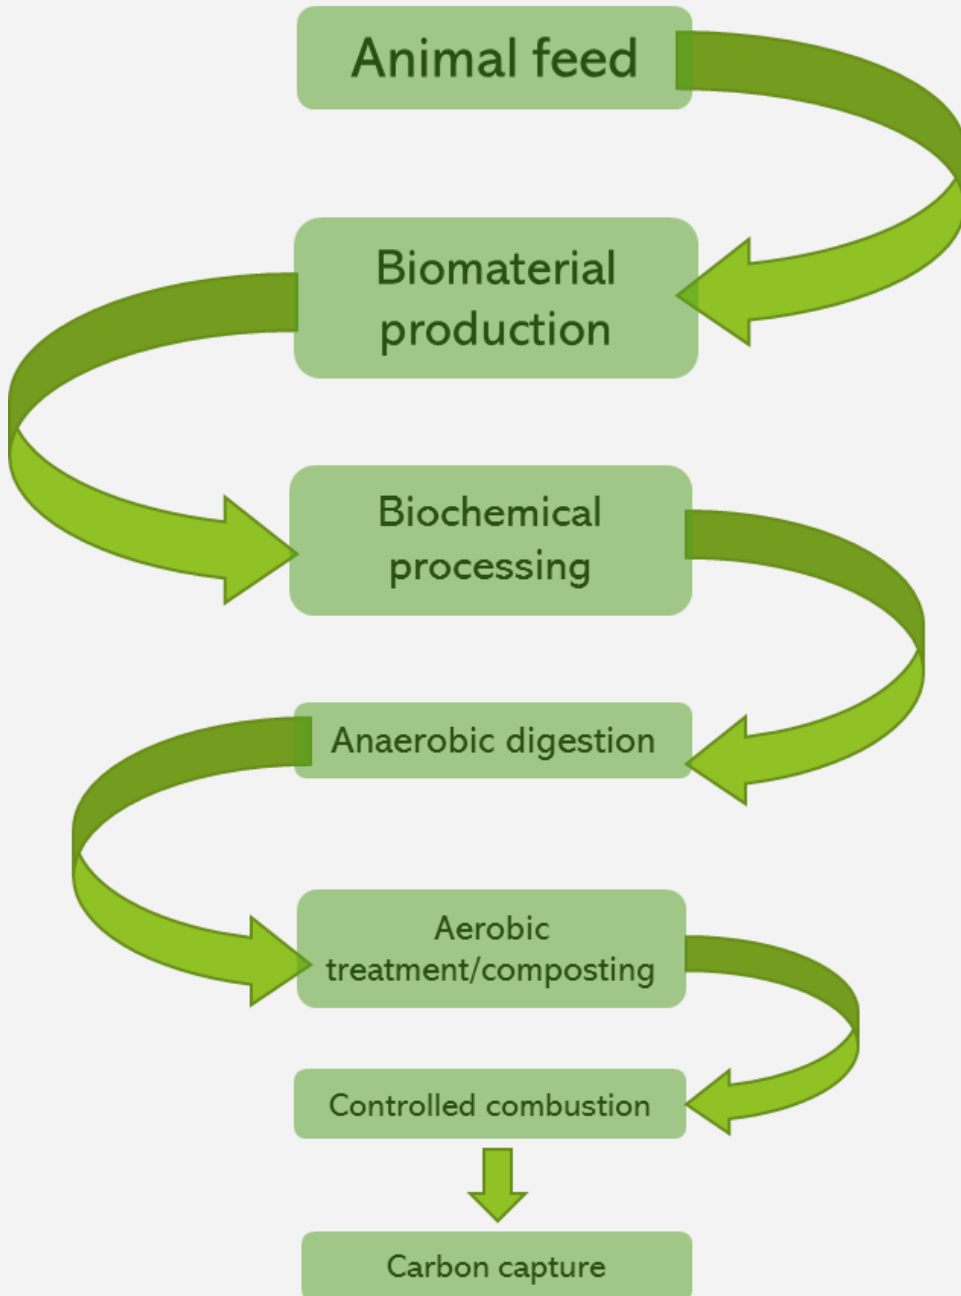 Animal feed
Biomaterial
production
Biochemical
processing
Anaerobic digestion
Aerobic
treatment/composting
Controlled combustion
Carbon capture